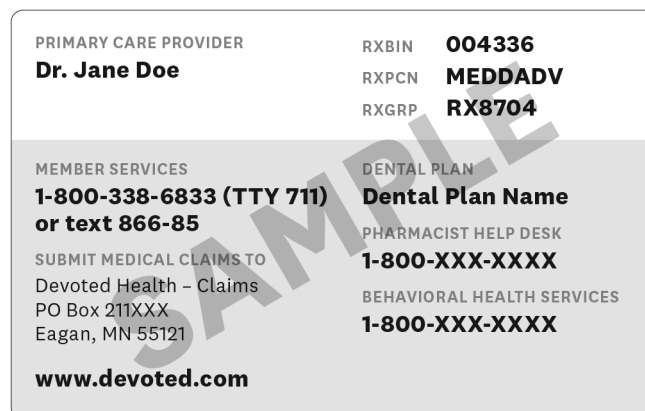 PRIMARY CARE PROVIDER
Dr. Jane Doe
RXBIN 004336
RXPCN MEDDADV
RXGRP RX8704
MEMBER SERVICES
1-800-338-6833 (TTY 711)
or text 866-85
SUBMIT MEDICAL CLAIMS TO
Devoted Health – Claims
PO Box 211XXX
Eagan, MN 55121
www.devoted.com
DENTAL PLAN
Dental Plan Name
PHARMACIST HELP DESK
1-800-XXX-XXXX
BEHAVIORAL HEALTH SERVICES
1-800-XXX-XXXX
SAMPLE